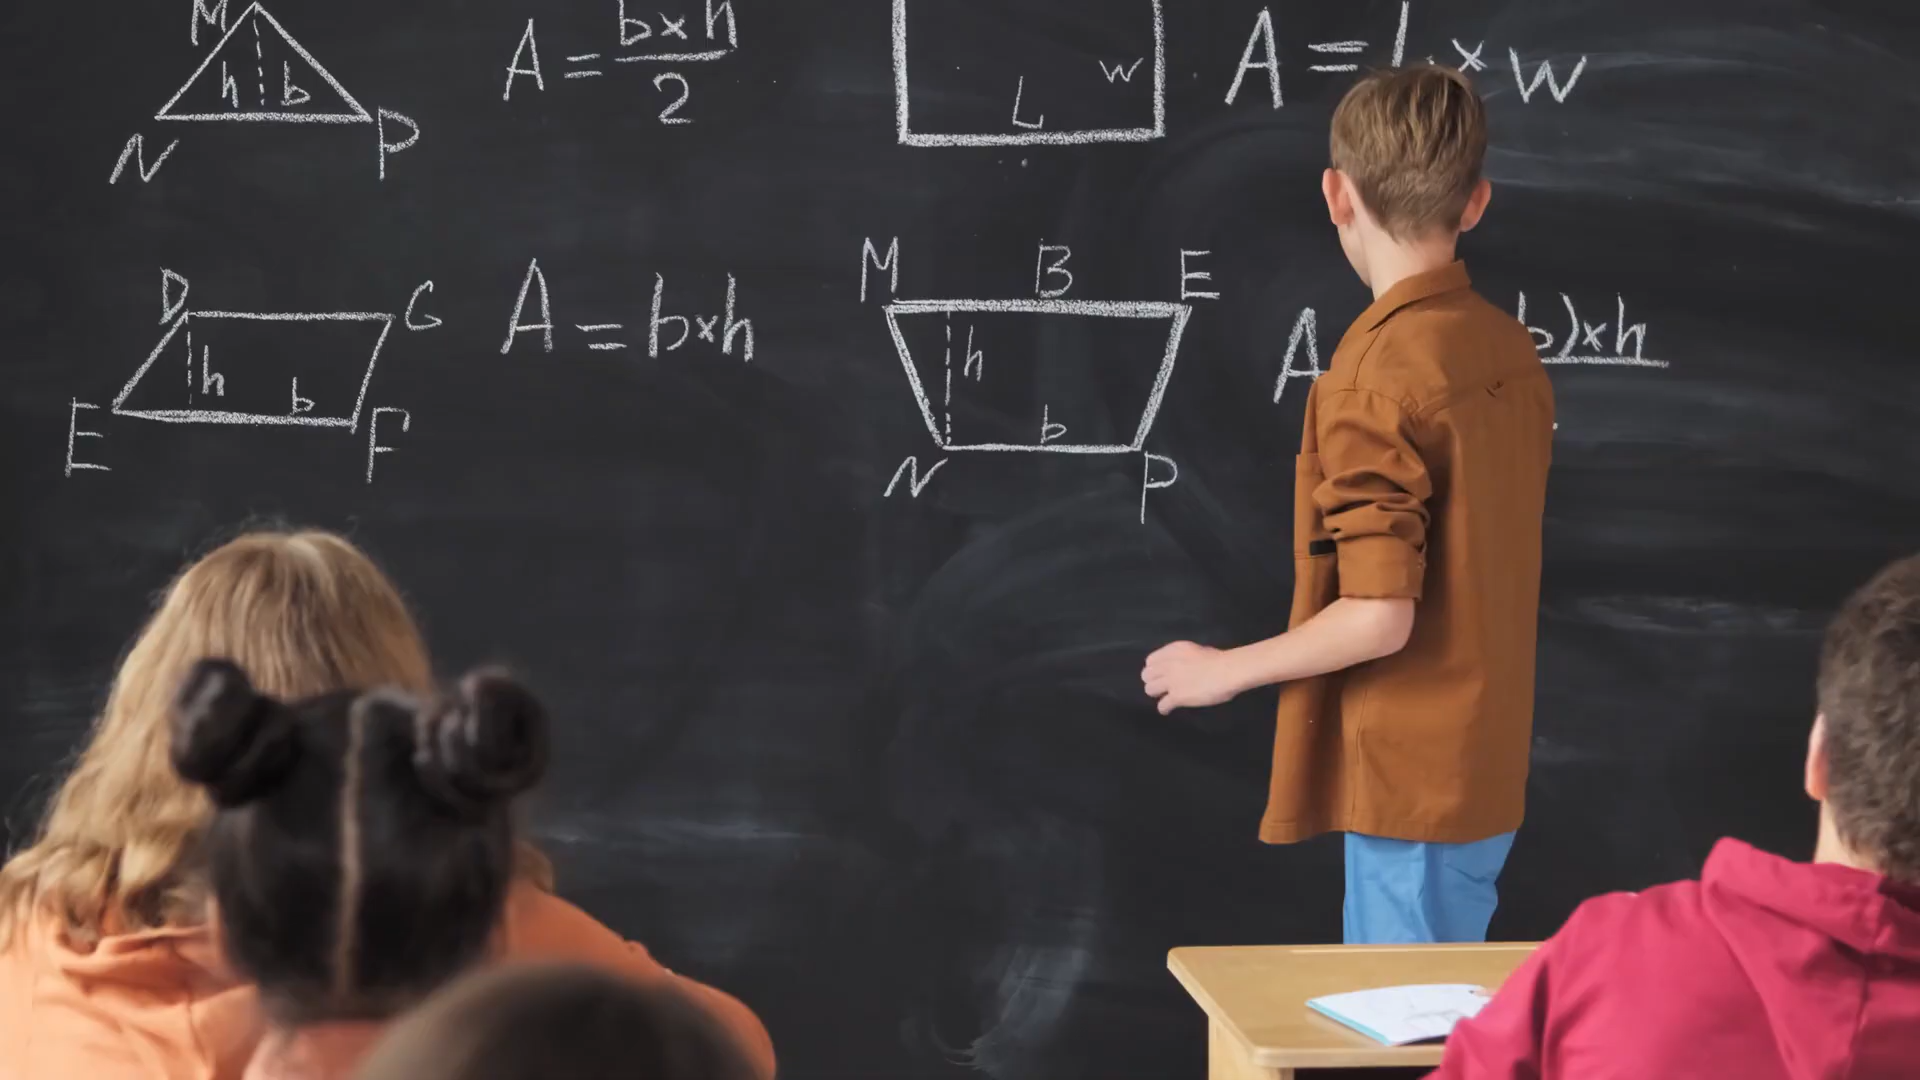 M
h b
N P
A = b×h
2
w
L
A = L × w
D G
h
b
E F
A = b×h
M B E
h
b
N P
A b)×h